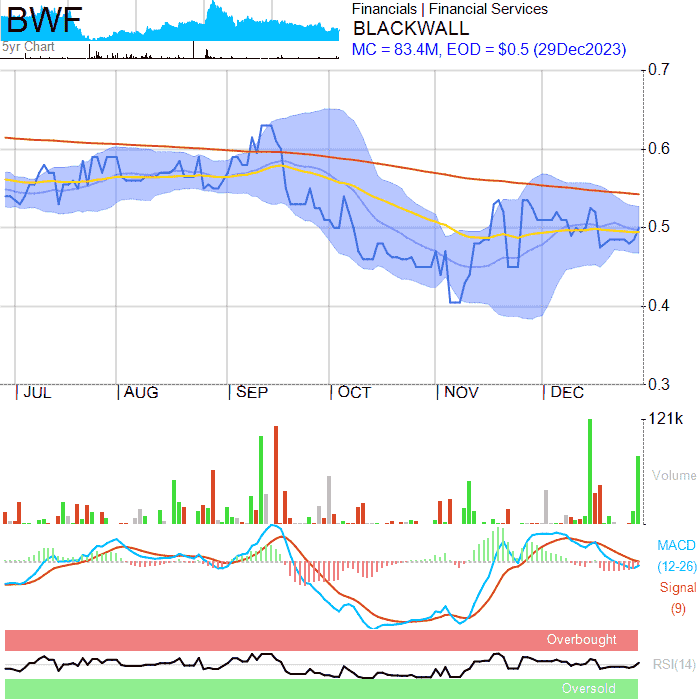 BWF
5yr Chart
Financials | Financial Services
BLACKWALL
MC = 83.4M, EOD = $0.5 (29Dec2023)
0.7
0.6
0.5
0.4
0.3
JUL AUG SEP OCT NOV DEC
121k
Volume
MACD
(12-26)
Signal
(9)
Overbought
RSI(14)
Oversold